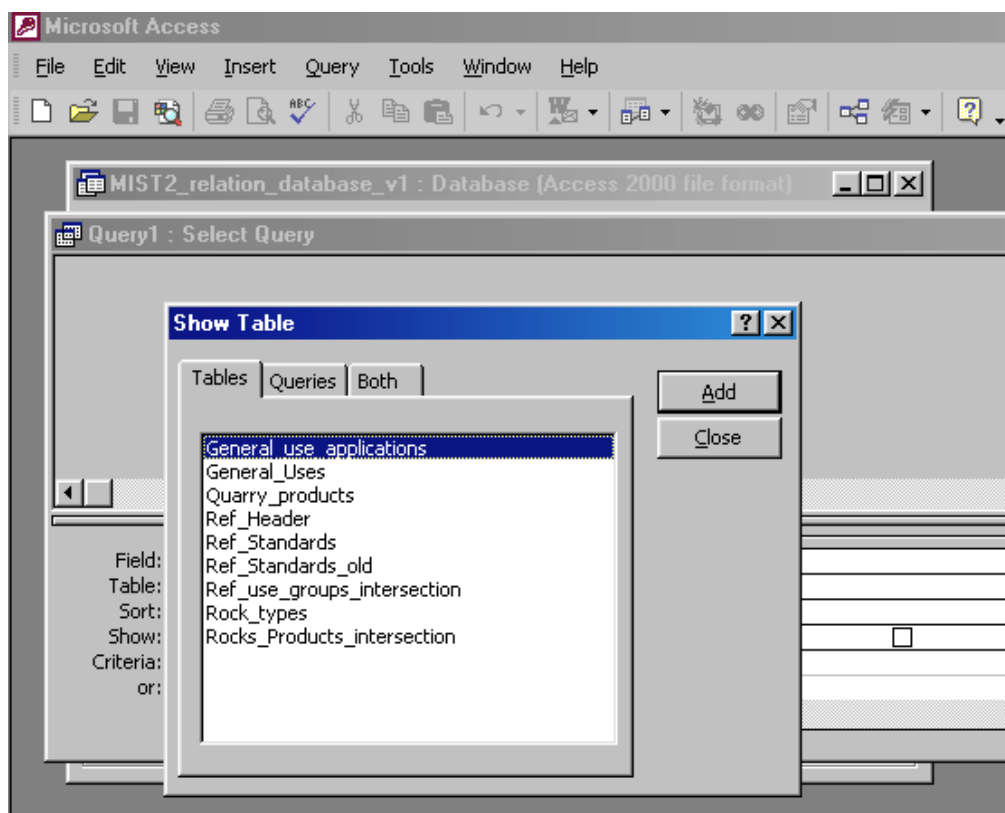 Microsoft Access
File Edit View Insert Query Tools Window Help
ABC
MIST2_relation_database_v1 : Database (Access 2000 file format)
Query1 : Select Query
Show Table
Tables Queries Both
Add
Close
General_use_applications
General_Uses
Quarry_products
Ref_Header
Ref_Standards
Ref_Standards_old
Ref_use_groups_intersection
Rock_types
Rocks_Products_intersection
Field:
Table:
Sort:
Show:
Criteria:
or: